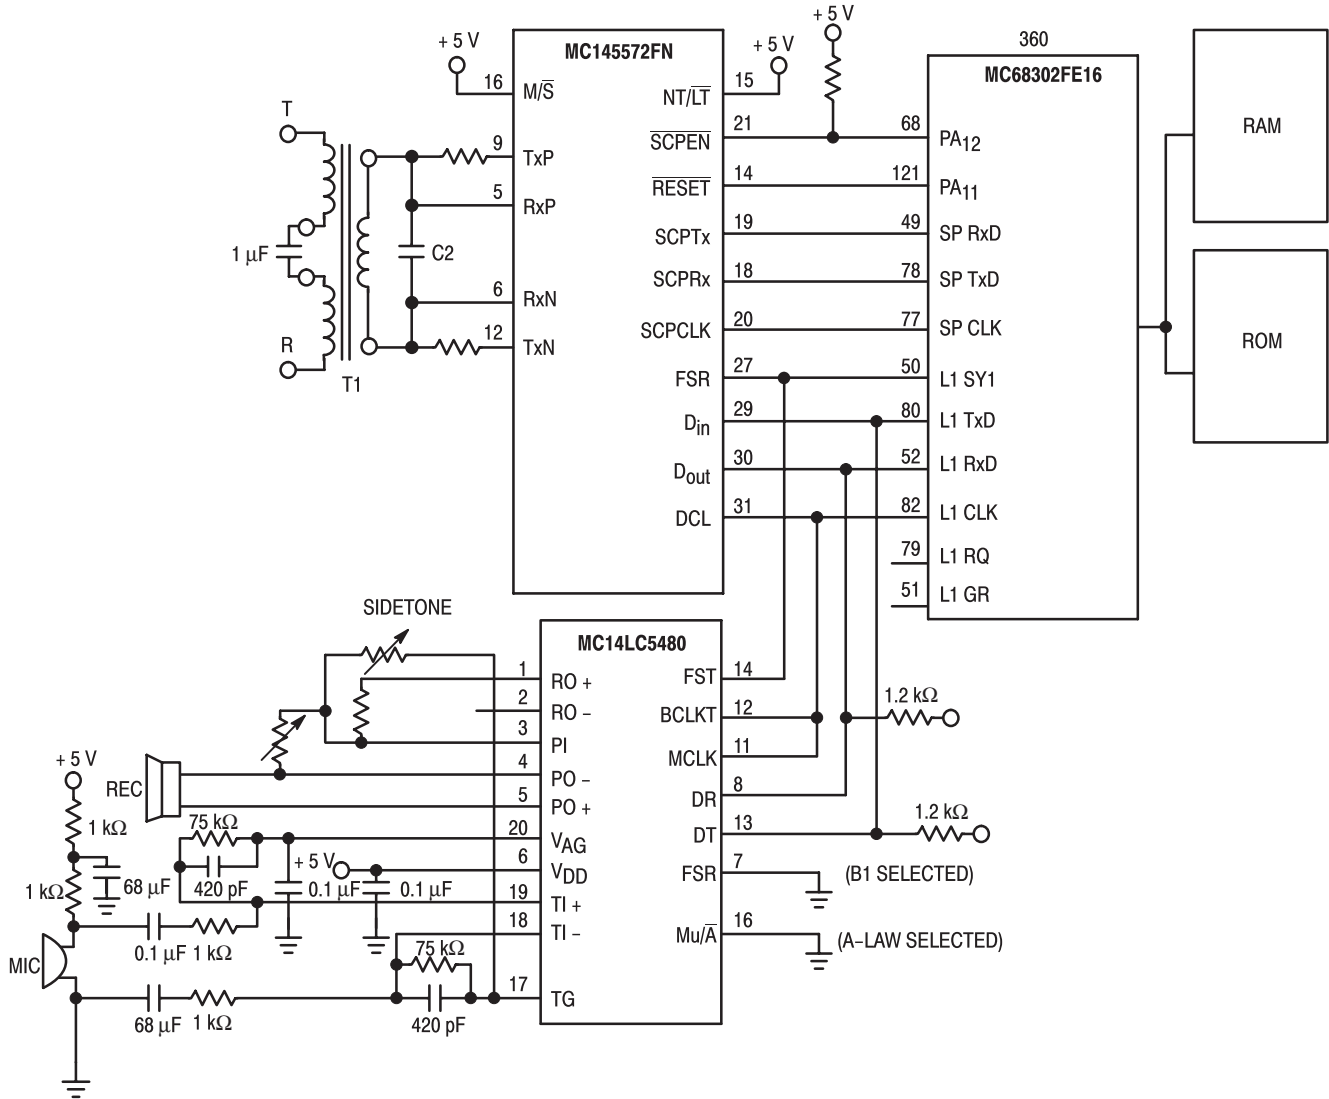 + 5 V
360
+ 5 V
+ 5 V
MC145572FN
MC68302FE16
16
M/S̅
NT/L̅T̅
15
T
S̅C̅P̅E̅N̅
21
68
PA12
RAM
9
TxP
R̅E̅S̅E̅T̅
14
121
PA11
5
RxP
SCPTx
19
49
SP RxD
1 μF
C2
SCPRx
18
78
SP TxD
6
RxN
SCPCLK
20
77
SP CLK
R
12
TxN
ROM
T1
FSR
27
50
L1 SY1
Din
29
80
L1 TxD
Dout
30
52
L1 RxD
DCL
31
82
L1 CLK
79
L1 RQ
51
L1 GR
SIDETONE
MC14LC5480
1
RO +
FST
14
2
RO –
BCLKT
12
1.2 kΩ
3
PI
MCLK
11
+ 5 V
REC
4
PO –
DR
8
5
PO +
1.2 kΩ
1 kΩ
75 kΩ
20
VAG
DT
13
+ 5 V
6
VDD
FSR
7
(B1 SELECTED)
1 kΩ
68 μF
420 pF
0.1 μF
0.1 μF
19
TI +
18
TI –
Mu/A̅
16
(A–LAW SELECTED)
MIC
0.1 μF
1 kΩ
75 kΩ
17
TG
68 μF
1 kΩ
420 pF